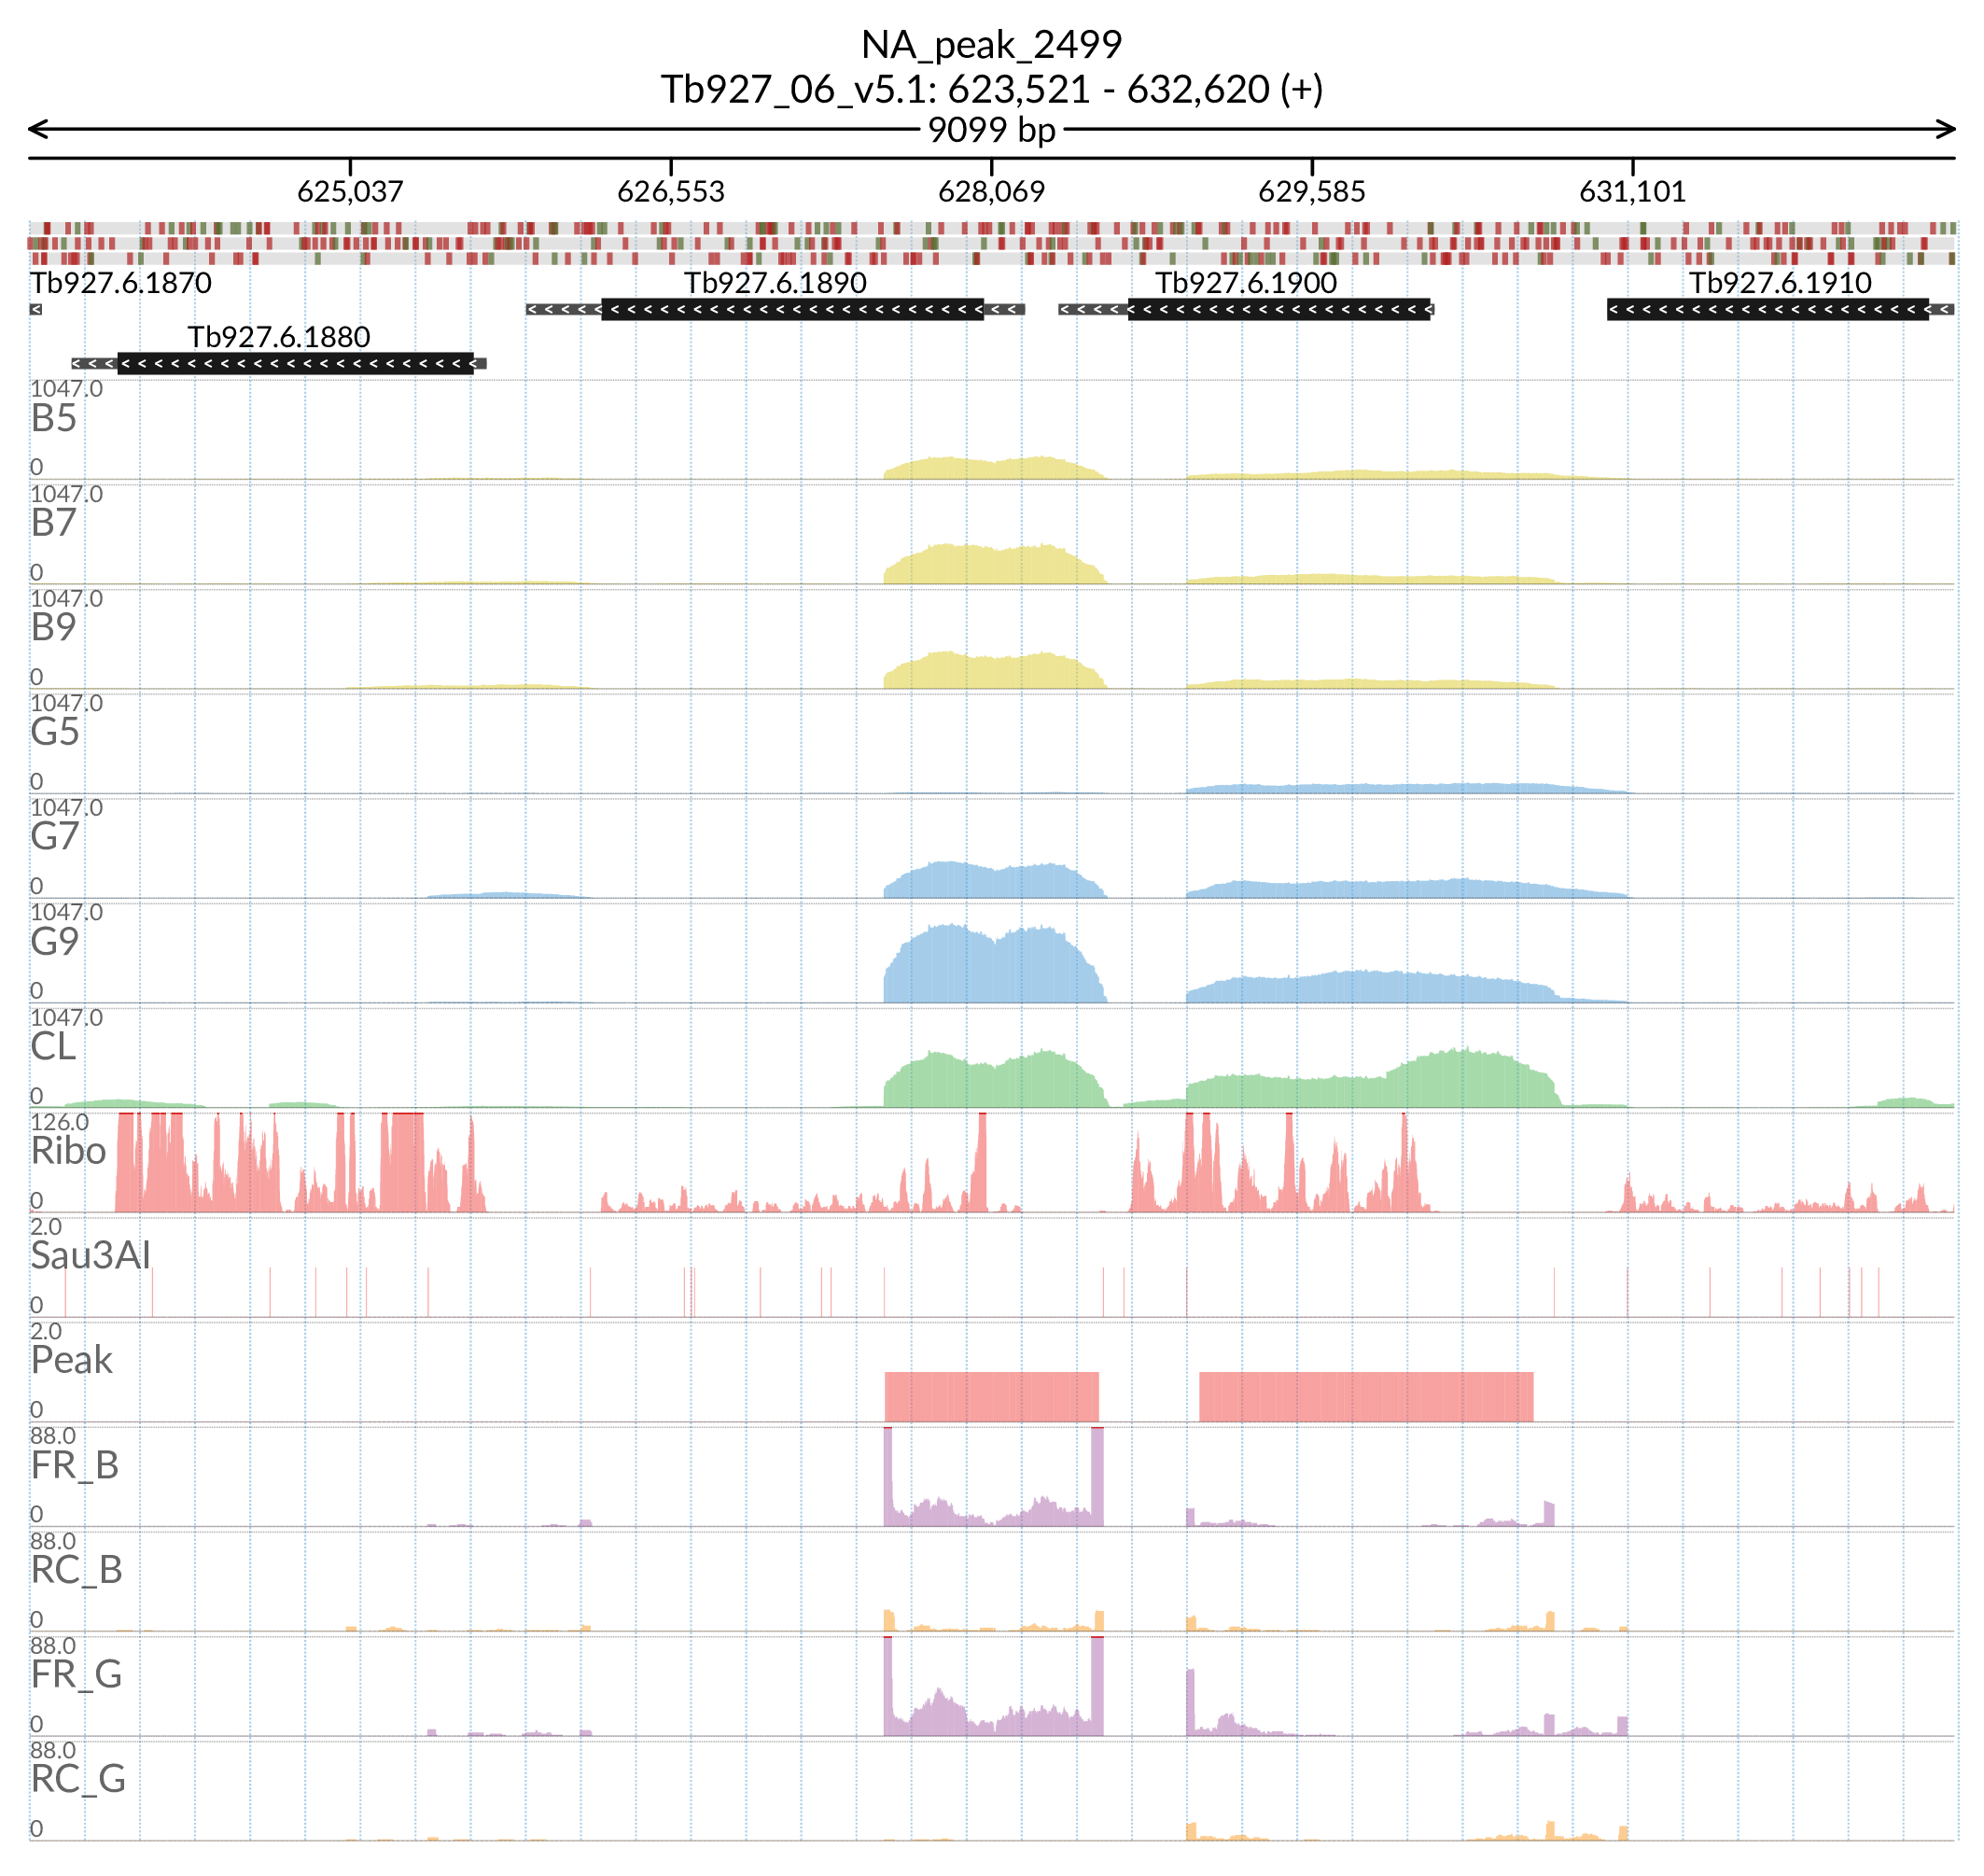 NA_peak_2499
Tb927_06_v5.1: 623,521 - 632,620 (+)
9099 bp
625,037 626,553 628,069 629,585 631,101
Tb927.6.1870 Tb927.6.1890 Tb927.6.1900 Tb927.6.1910
Tb927.6.1880
1047.0
B5
0
1047.0
B7
0
1047.0
B9
0
1047.0
G5
0
1047.0
G7
0
1047.0
G9
0
1047.0
CL
0
126.0
Ribo
0
2.0
Sau3AI
0
2.0
Peak
0
88.0
FR_B
0
88.0
RC_B
0
88.0
FR_G
0
88.0
RC_G
0